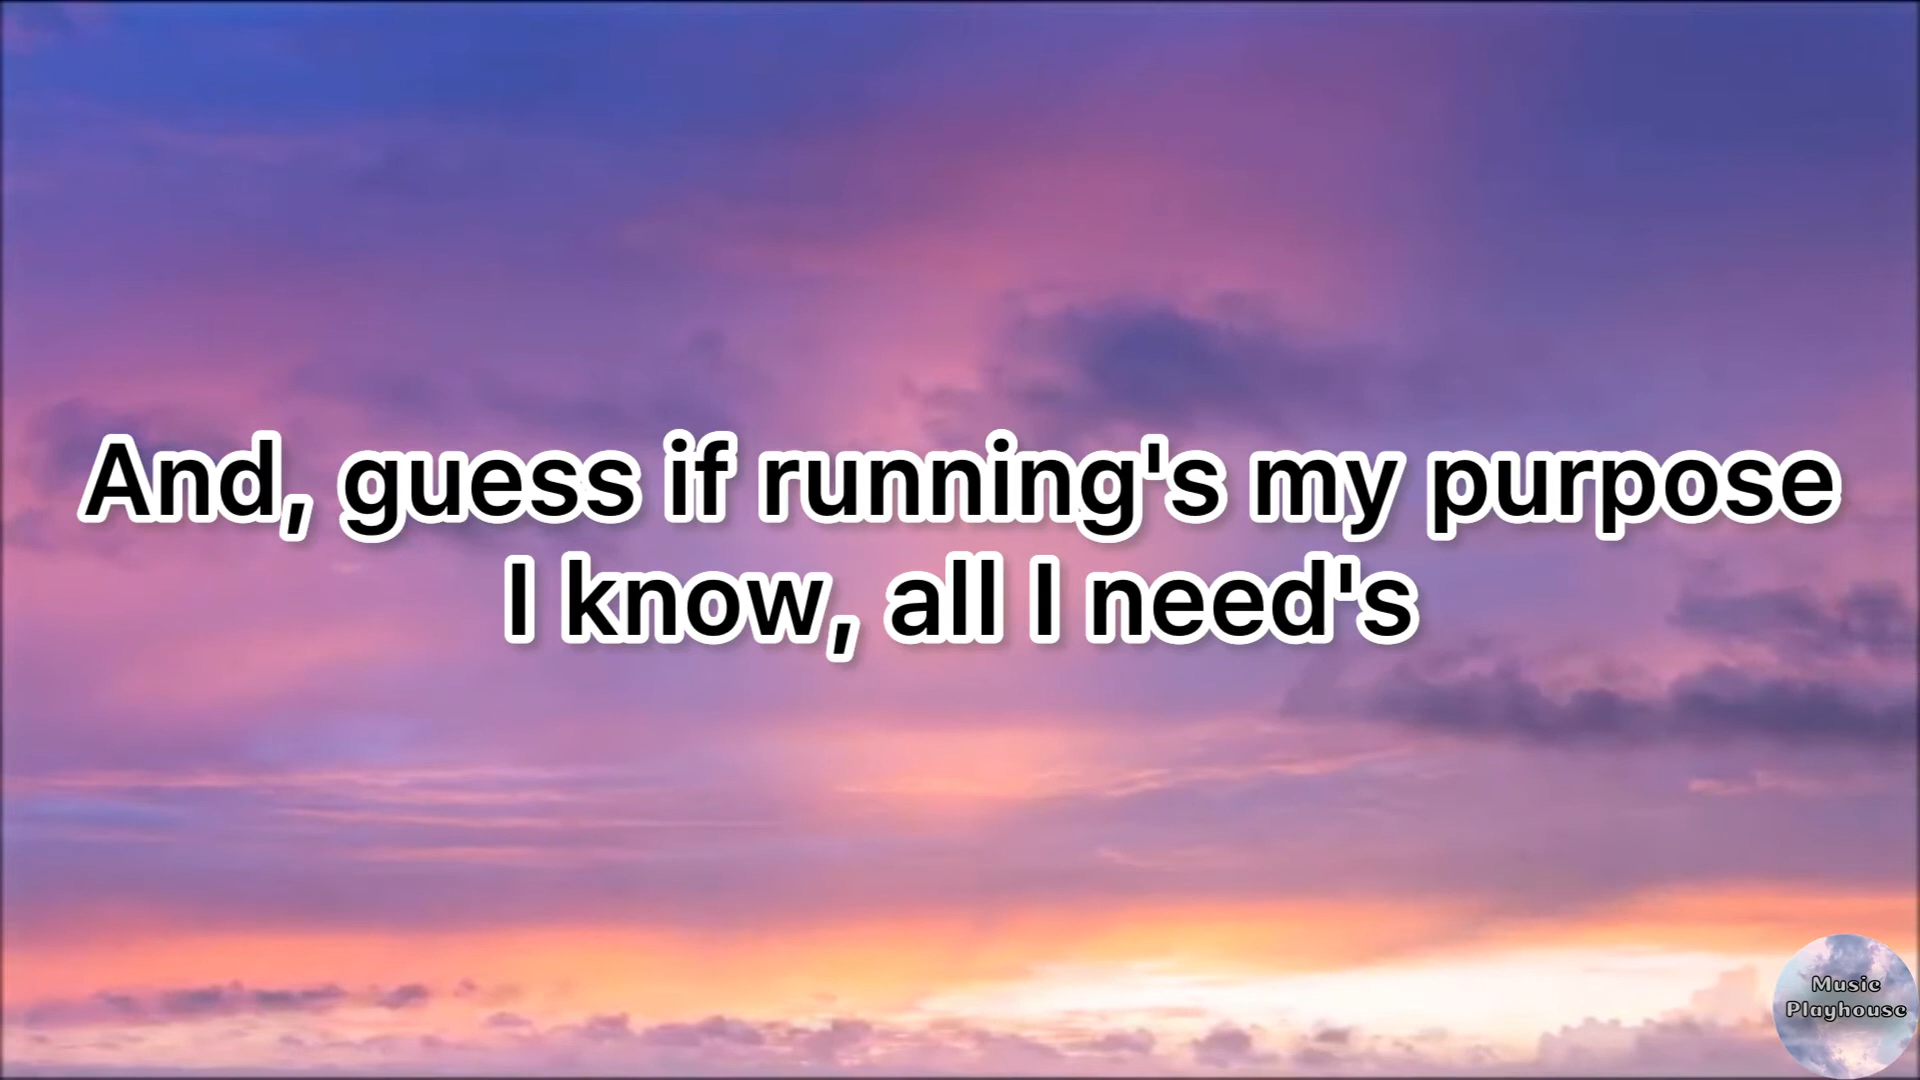 And, guess if running's my purpose
I know, all I need's
Music
Playhouse